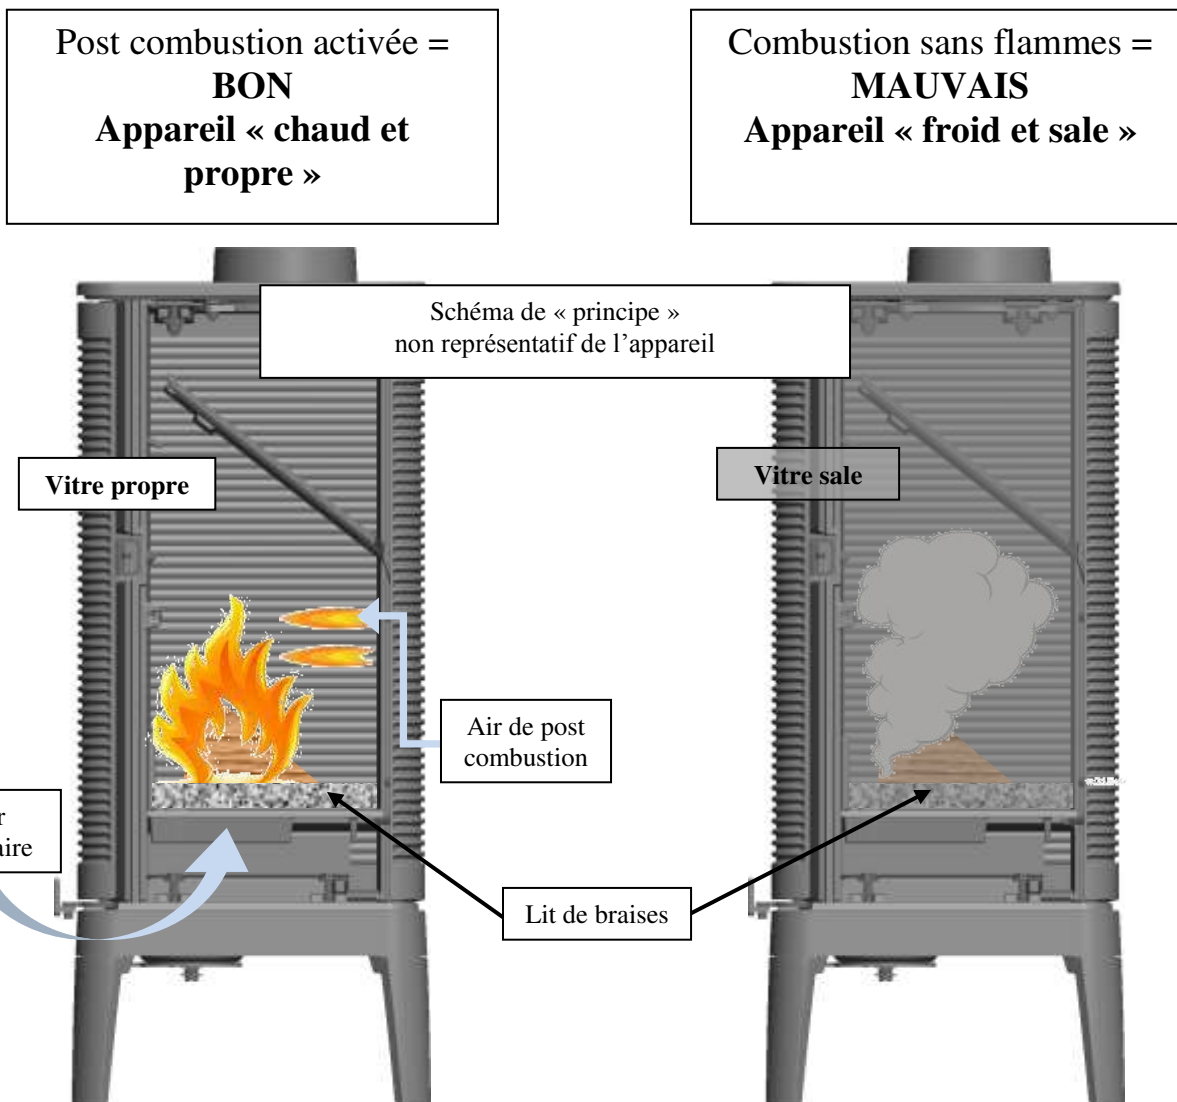 Post combustion activée =
BON
Appareil « chaud et
propre »
Combustion sans flammes =
MAUVAIS
Appareil « froid et sale »
Schéma de « principe »
non représentatif de l'appareil
Vitre propre
Vitre sale
Air de post
combustion
Lit de braises